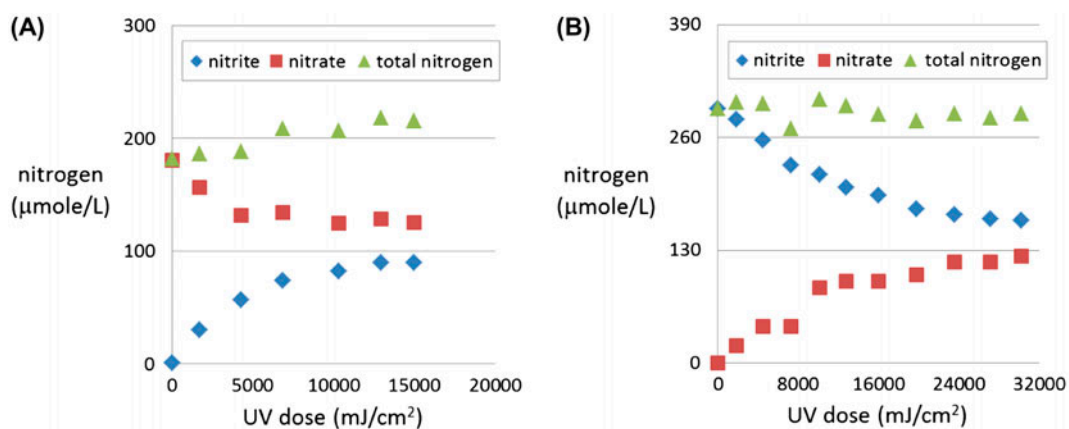 (A)
300
nitrite nitrate total nitrogen
200
nitrogen
(μmole/L)
100
0
0 5000 10000 15000 20000
UV dose (mJ/cm²)
(B)
390
nitrite nitrate total nitrogen
260
nitrogen
(μmole/L)
130
0
0 8000 16000 24000 32000
UV dose (mJ/cm²)